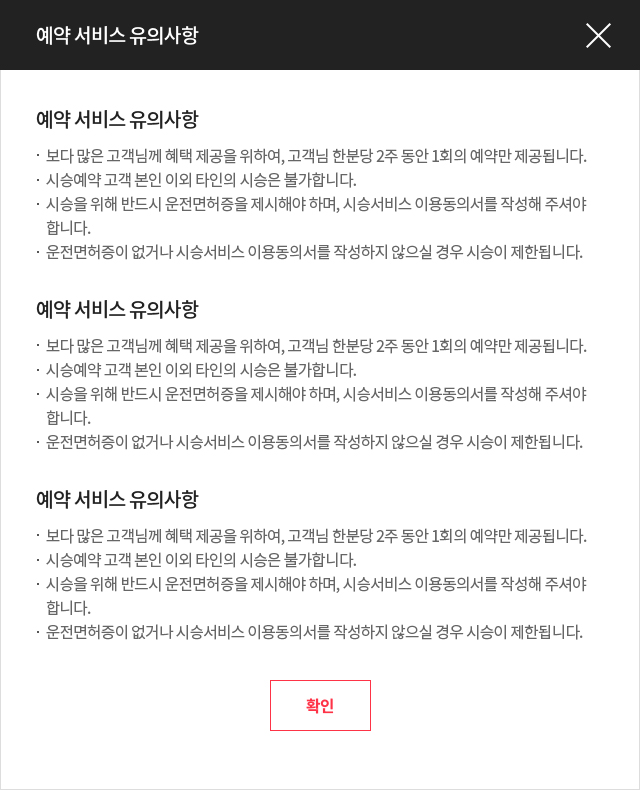 예약 서비스 유의사항
예약 서비스 유의사항
· 보다 많은 고객님께 혜택 제공을 위하여, 고객님 한분당 2주 동안 1회의 예약만 제공됩니다.
· 시승예약 고객 본인 이외 타인의 시승은 불가합니다.
· 시승을 위해 반드시 운전면허증을 제시해야 하며, 시승서비스 이용동의서를 작성해 주셔야
합니다.
· 운전면허증이 없거나 시승서비스 이용동의서를 작성하지 않으실 경우 시승이 제한됩니다.
예약 서비스 유의사항
· 보다 많은 고객님께 혜택 제공을 위하여, 고객님 한분당 2주 동안 1회의 예약만 제공됩니다.
· 시승예약 고객 본인 이외 타인의 시승은 불가합니다.
· 시승을 위해 반드시 운전면허증을 제시해야 하며, 시승서비스 이용동의서를 작성해 주셔야
합니다.
· 운전면허증이 없거나 시승서비스 이용동의서를 작성하지 않으실 경우 시승이 제한됩니다.
예약 서비스 유의사항
· 보다 많은 고객님께 혜택 제공을 위하여, 고객님 한분당 2주 동안 1회의 예약만 제공됩니다.
· 시승예약 고객 본인 이외 타인의 시승은 불가합니다.
· 시승을 위해 반드시 운전면허증을 제시해야 하며, 시승서비스 이용동의서를 작성해 주셔야
합니다.
· 운전면허증이 없거나 시승서비스 이용동의서를 작성하지 않으실 경우 시승이 제한됩니다.
확인